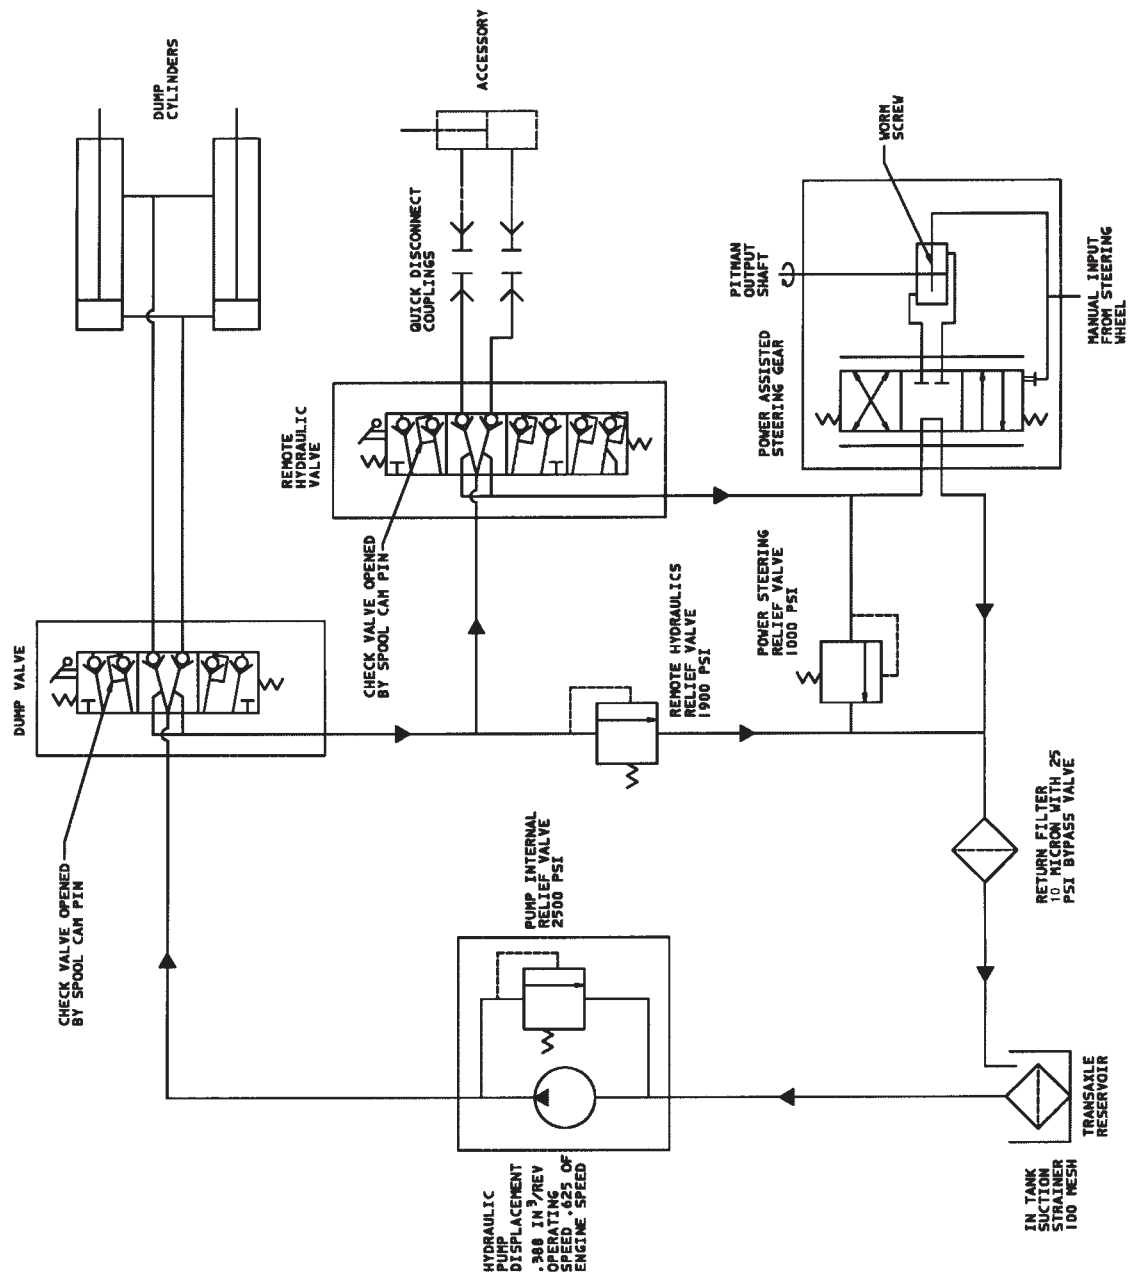 DUMP
CYLINDERS
ACCESSORY
WORM
SCREW
QUICK DISCONNECT
COUPLINGS
PITMAN
OUTPUT
SHAFT
MANUAL INPUT
FROM STEERING
WHEEL
POWER ASSISTED
STEERING GEAR
REMOTE
HYDRAULIC
VALVE
DUMP VALVE
CHECK VALVE OPENED
BY SPOOL CAM PIN
REMOTE HYDRAULICS
RELIEF VALVE
1900 PSI
POWER STEERING
RELIEF VALVE
1000 PSI
CHECK VALVE OPENED
BY SPOOL CAM PIN
PUMP INTERNAL
RELIEF VALVE
2500 PSI
RETURN FILTER
10 MICRON WITH 25
PSI BYPASS VALVE
HYDRAULIC
PUMP
DISPLACEMENT
.388 IN³/REV
OPERATING
SPEED .625 OF
ENGINE SPEED
TRANSAXLE
RESERVOIR
IN TANK
SUCTION
STRAINER
100 MESH